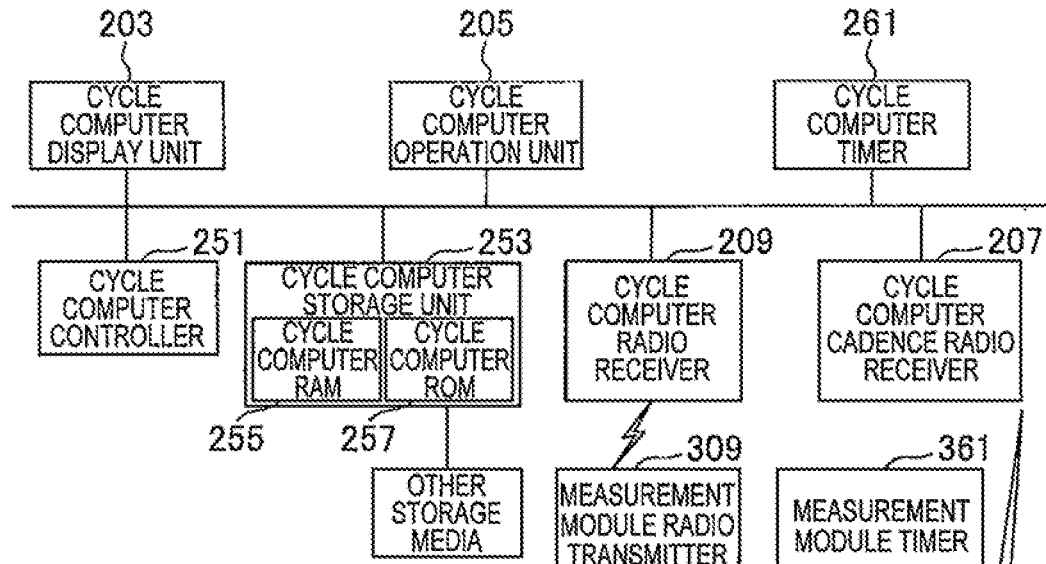 203
205
261
CYCLE
COMPUTER
DISPLAY UNIT
CYCLE
COMPUTER
OPERATION UNIT
CYCLE
COMPUTER
TIMER
251
253
209
207
CYCLE
COMPUTER
CONTROLLER
CYCLE COMPUTER
STORAGE UNIT
CYCLE
COMPUTER
RAM
CYCLE
COMPUTER
ROM
CYCLE
COMPUTER
RADIO
RECEIVER
CYCLE
COMPUTER
CADENCE RADIO
RECEIVER
255
257
309
361
OTHER
STORAGE
MEDIA
MEASUREMENT
MODULE RADIO
TRANSMITTER
MEASUREMENT
MODULE TIMER